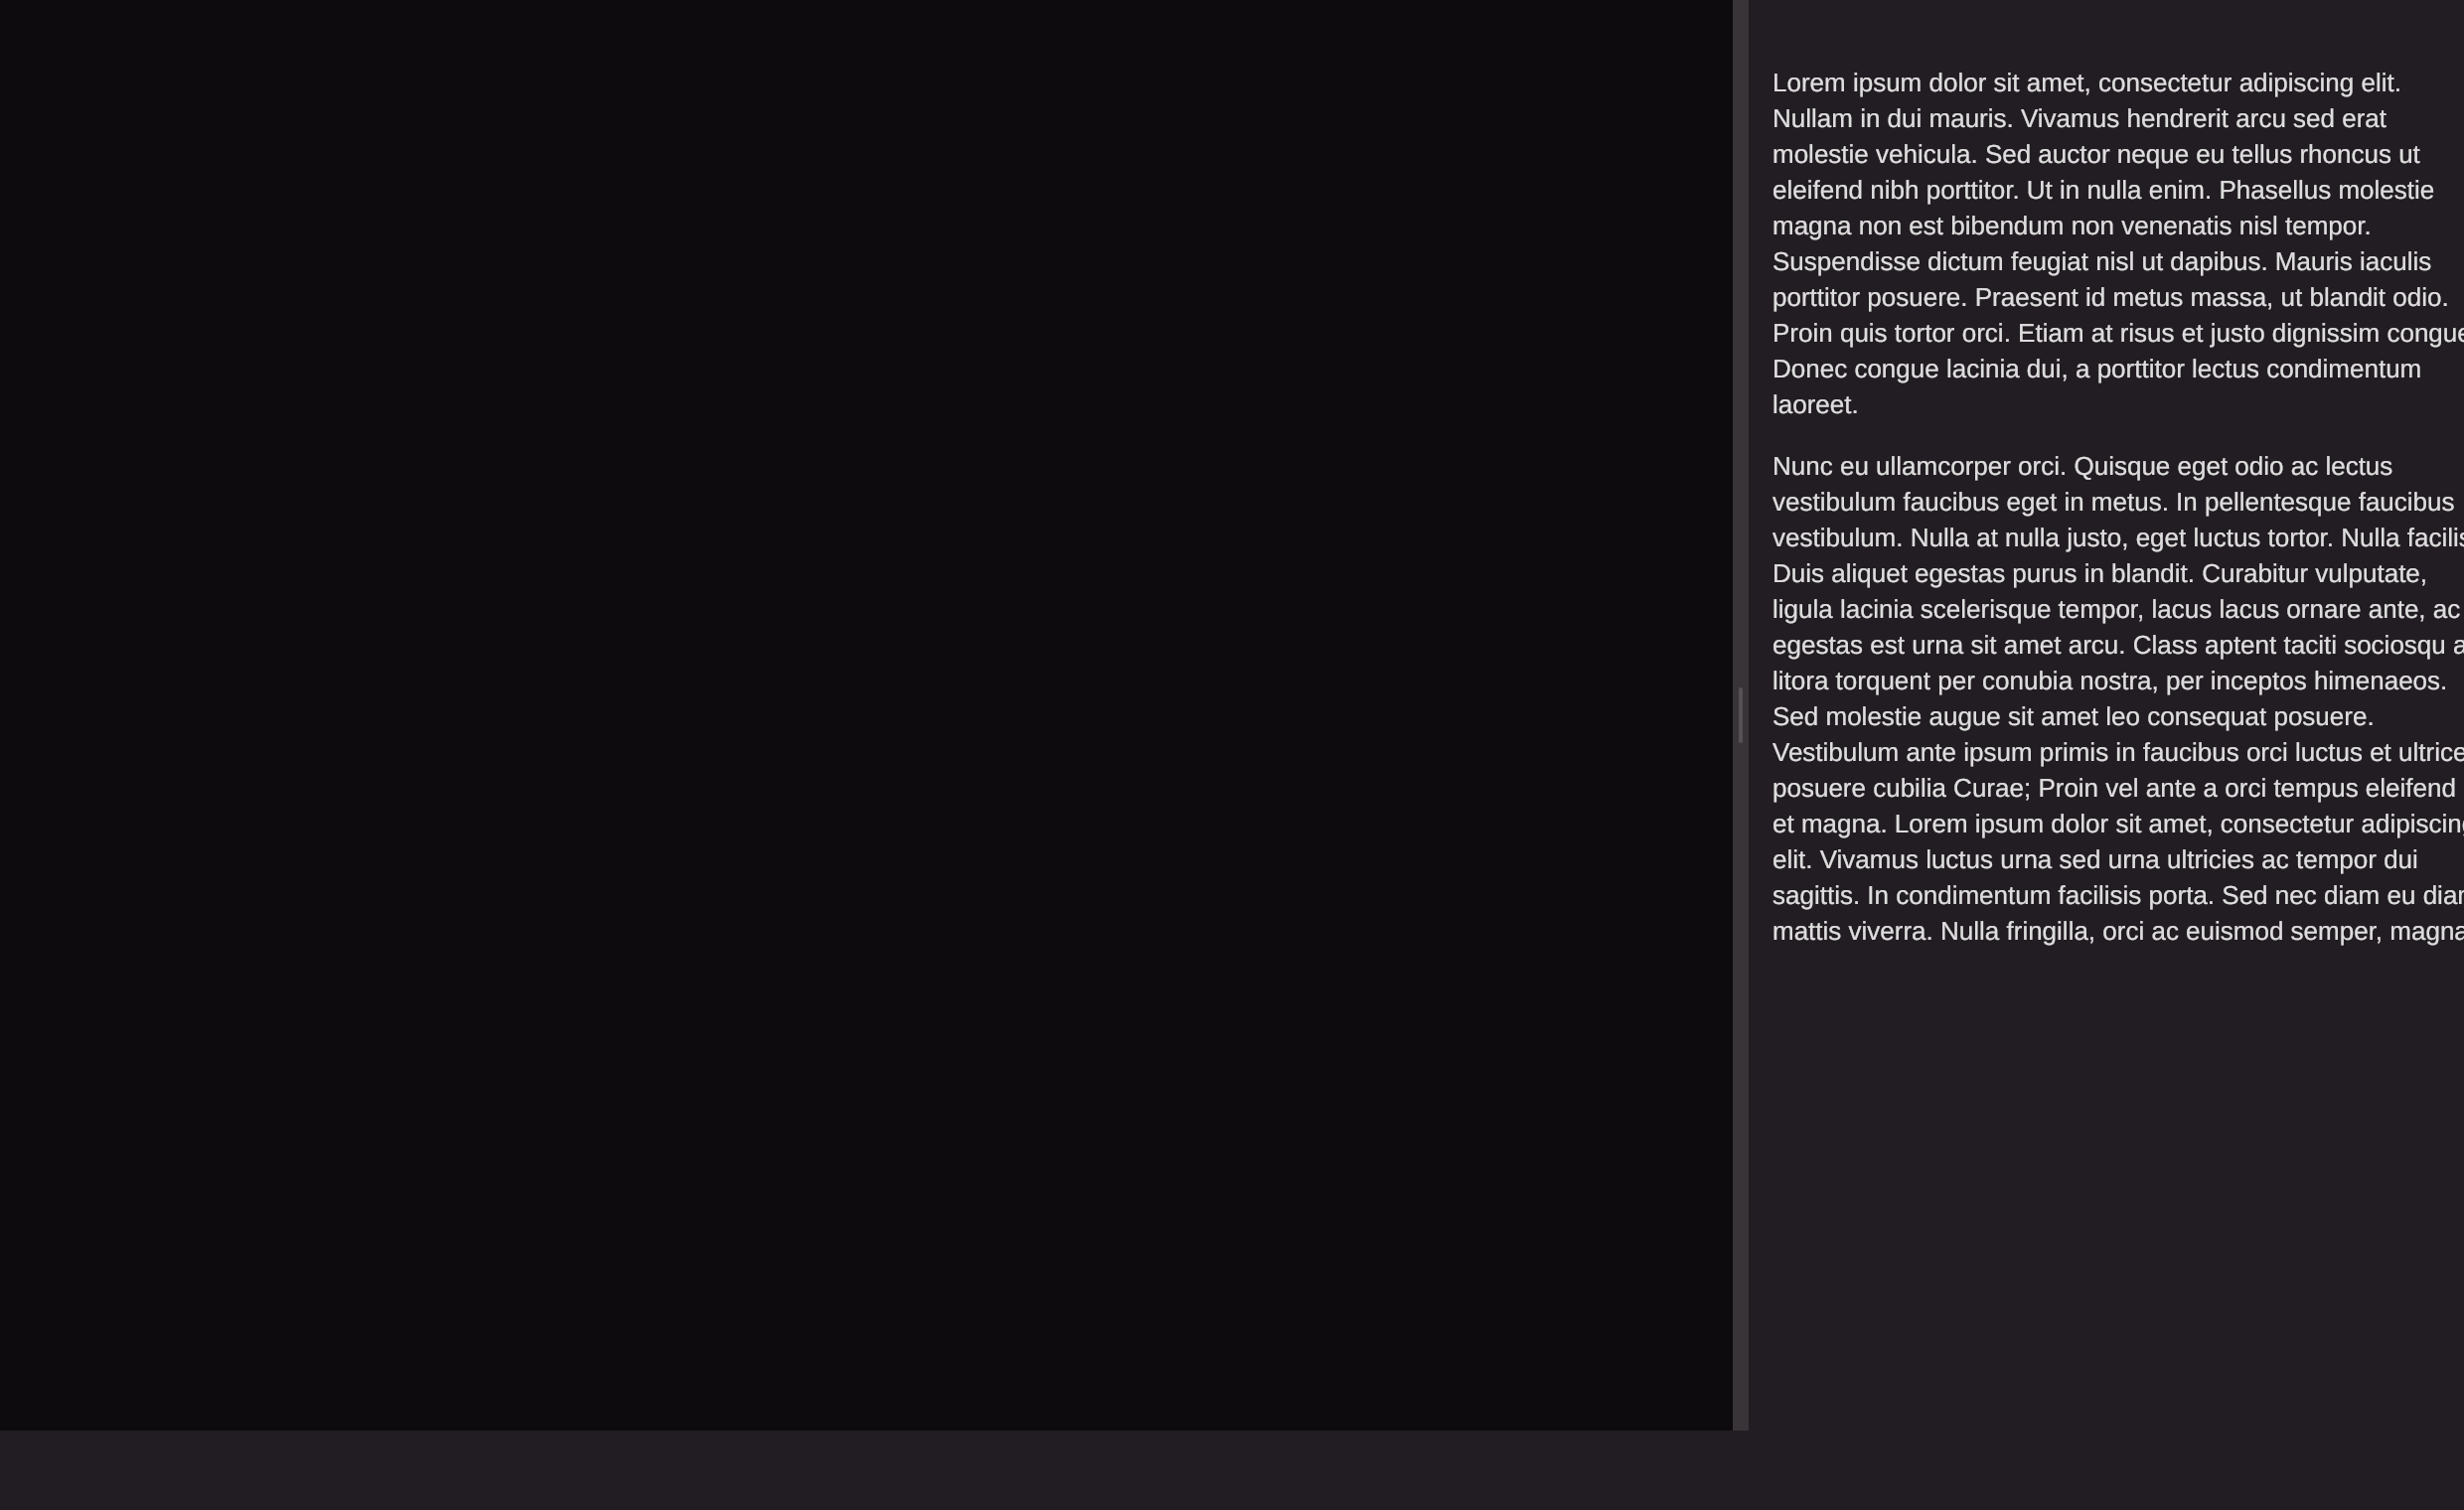 Lorem ipsum dolor sit amet, consectetur adipiscing elit.
Nullam in dui mauris. Vivamus hendrerit arcu sed erat
molestie vehicula. Sed auctor neque eu tellus rhoncus ut
eleifend nibh porttitor. Ut in nulla enim. Phasellus molestie
magna non est bibendum non venenatis nisl tempor.
Suspendisse dictum feugiat nisl ut dapibus. Mauris iaculis
porttitor posuere. Praesent id metus massa, ut blandit odio.
Proin quis tortor orci. Etiam at risus et justo dignissim congue
Donec congue lacinia dui, a porttitor lectus condimentum
laoreet.
Nunc eu ullamcorper orci. Quisque eget odio ac lectus
vestibulum faucibus eget in metus. In pellentesque faucibus
vestibulum. Nulla at nulla justo, eget luctus tortor. Nulla
Duis aliquet egestas purus in blandit. Curabitur vulputate,
ligula lacinia scelerisque tempor, lacus lacus ornare ante, ac
egestas est urna sit amet arcu. Class aptent taciti sociosqu
litora torquent per conubia nostra, per inceptos himenaeos.
Sed molestie augue sit amet leo consequat posuere.
Vestibulum ante ipsum primis in faucibus orci luctus et ultrice
posuere cubilia Curae; Proin vel ante a orci tempus eleifend
et magna. Lorem ipsum dolor sit amet, consectetur adipiscing
elit. Vivamus luctus urna sed urna ultricies ac tempor dui
sagittis. In condimentum facilisis porta. Sed nec diam eu
mattis viverra. Nulla fringilla, orci ac euismod semper, magna